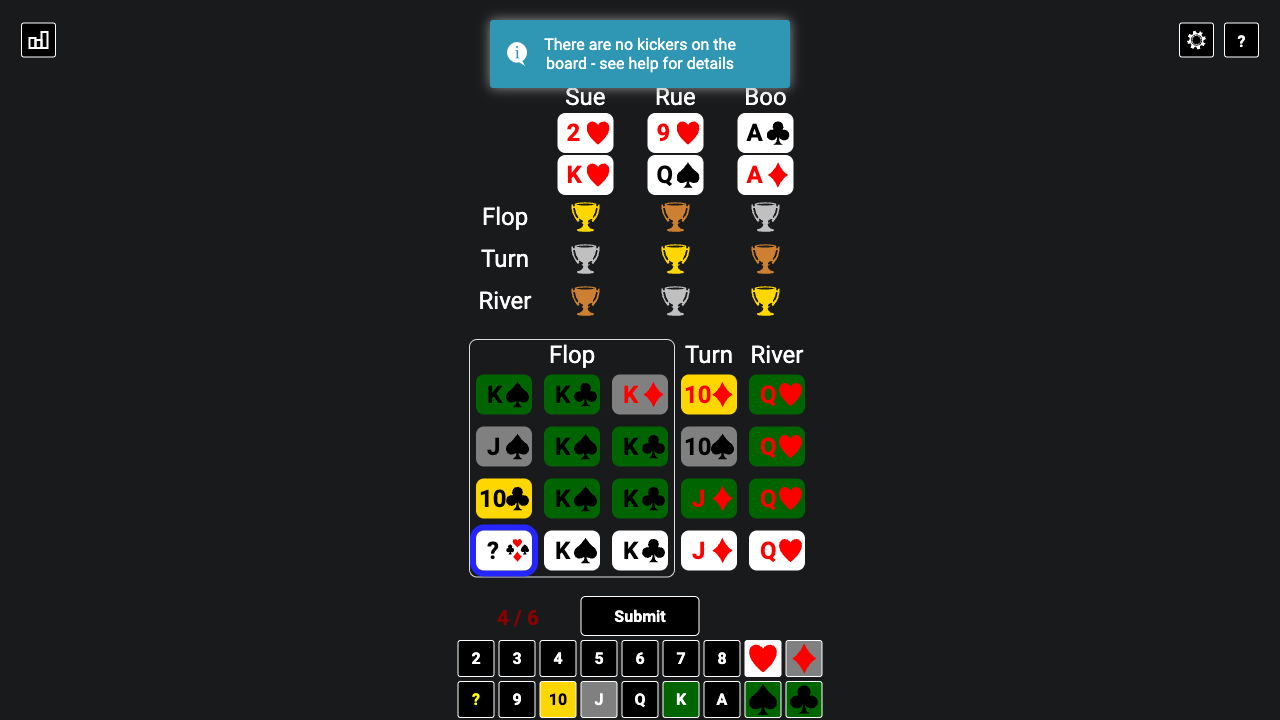 There are no kickers on the
board - see help for details
?
Sue Rue Boo
2 9 A
K Q A
Flop
Turn
River
Flop Turn River
K K K 10 Q
J K K 10 Q
10 K K J Q
? K K J Q
4 / 6
Submit
2 3 4 5 6 7 8
? 9 10 J Q K A